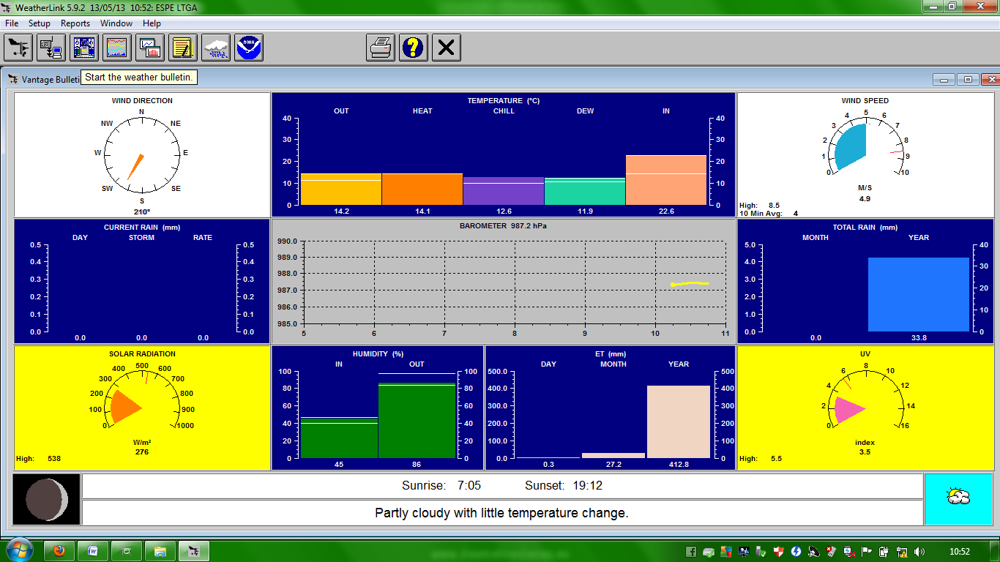 WeatherLink 5.9.2 13/05/13 10:52: ESPE LTGA
File Setup Reports Window Help
NOAA
?
Vantage Bulleti
Start the weather bulletin.
WIND DIRECTION
N
NW NE
W E
SW SE
S
210º
TEMPERATURE (ºC)
OUT HEAT CHILL DEW IN
40 40
30 30
20 20
10 10
0 0
14.2 14.1 12.6 11.9 22.6
WIND SPEED
5
4 6
3 7
2 8
1 9
0 10
M/S
4.9
High: 8.5
10 Min Avg: 4
CURRENT RAIN (mm)
DAY STORM RATE
0.5 0.5
0.4 0.4
0.3 0.3
0.2 0.2
0.1 0.1
0.0 0.0
0.0 0.0 0.0
BAROMETER 987.2 hPa
990.0
989.0
988.0
987.0
986.0
985.0
5 6 7 8 9 10 11
TOTAL RAIN (mm)
MONTH YEAR
5.0 40
4.0 30
3.0 20
2.0 10
1.0 0
0.0
0.0 33.8
SOLAR RADIATION
500
400 600
300 700
200 800
100 900
0 1000
W/m²
276
High: 538
HUMIDITY (%)
IN OUT
100 100
80 80
60 60
40 40
20 20
0 0
45 86
ET (mm)
DAY MONTH YEAR
500.0 500
400.0 400
300.0 300
200.0 200
100.0 100
0.0 0
0.3 27.2 412.8
UV
8
6 10
4 12
2 14
0 16
index
3.5
High: 5.5
Sunrise: 7:05 Sunset: 19:12
Partly cloudy with little temperature change.
10:52